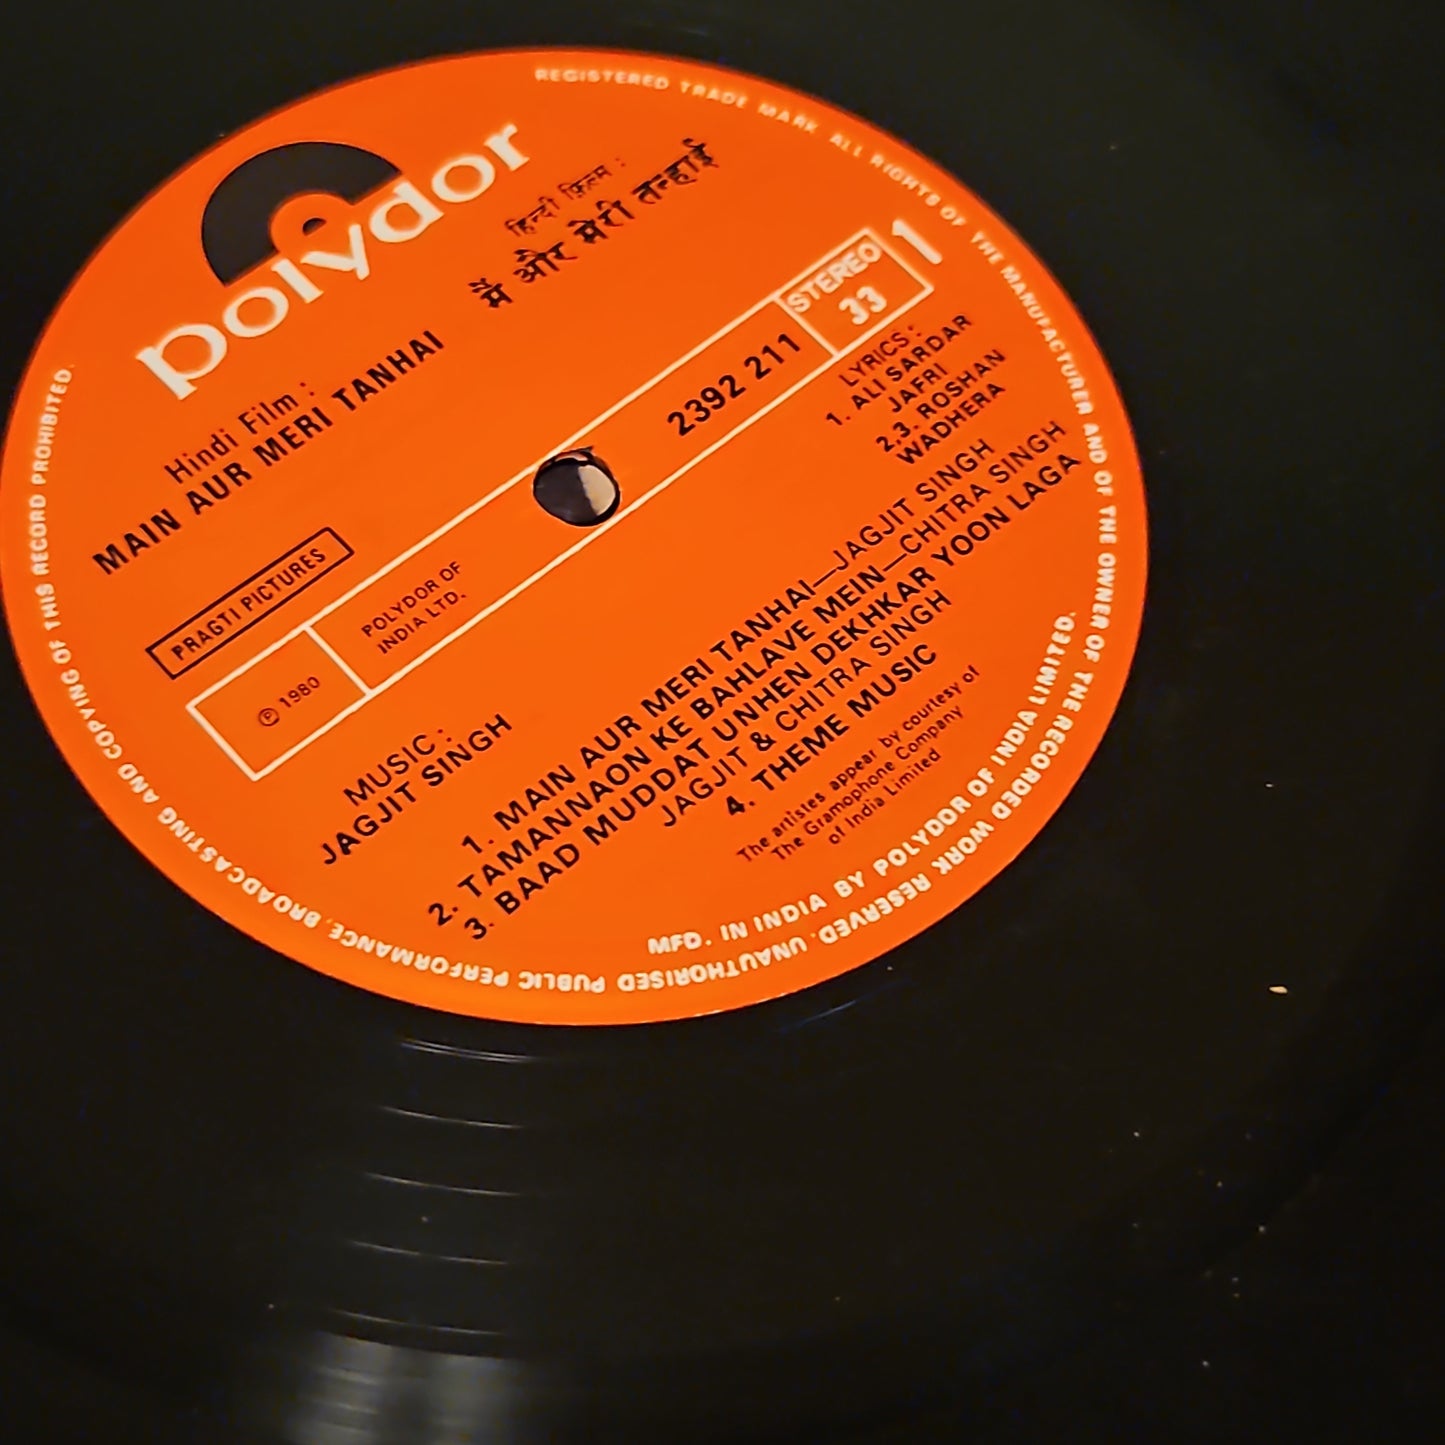 REGISTERED TRADE MARK. ALL RIGHTS OF THE MANUFACTURER AND OF THE OWNER OF THE RECORDED WORK RESERVED. UNAUTHORISED PUBLIC PERFORMANCE, BROADCASTING AND COPYING OF THIS RECORD PROHIBITED.
polydor
हिन्दी फ़िल्म :
मैं और मेरी तन्हाई
Hindi Film :
MAIN AUR MERI TANHAI
PRAGTI PICTURES
STEREO
33
1
2392 211
POLYDOR OF
INDIA LTD.
℗ 1980
LYRICS :
1. ALI SARDAR
JAFRI
2,3. ROSHAN
WADHERA
MUSIC :
JAGJIT SINGH
1. MAIN AUR MERI TANHAI—JAGJIT SINGH
2. TAMANNAON KE BAHLAVE MEIN—CHITRA SINGH
3. BAAD MUDDAT UNHEN DEKHKAR YOON LAGA
JAGJIT & CHITRA SINGH
4. THEME MUSIC
The artistes appear by courtesy of
The Gramophone Company
of India Limited
MFD. IN INDIA BY POLYDOR OF INDIA LIMITED.